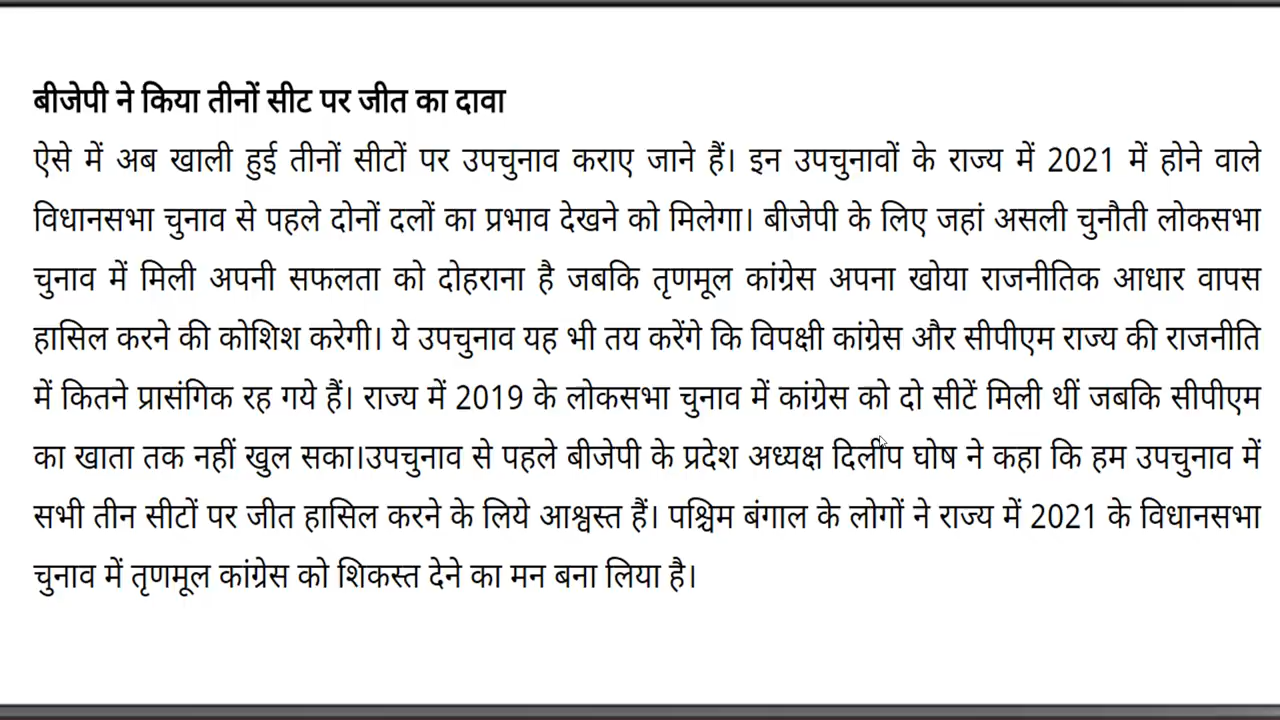 बीजेपी ने किया तीनों सीट पर जीत का दावा
ऐसे में अब खाली हुई तीनों सीटों पर उपचुनाव कराए जाने हैं। इन उपचुनावों के राज्य में 2021 में होने वाले
विधानसभा चुनाव से पहले दोनों दलों का प्रभाव देखने को मिलेगा। बीजेपी के लिए जहां असली चुनौती लोकसभा
चुनाव में मिली अपनी सफलता को दोहराना है जबकि तृणमूल कांग्रेस अपना खोया राजनीतिक आधार वापस
हासिल करने की कोशिश करेगी। ये उपचुनाव यह भी तय करेंगे कि विपक्षी कांग्रेस और सीपीएम राज्य की राजनीति
में कितने प्रासंगिक रह गये हैं। राज्य में 2019 के लोकसभा चुनाव में कांग्रेस को दो सीटें मिली थीं जबकि सीपीएम
का खाता तक नहीं खुल सका।उपचुनाव से पहले बीजेपी के प्रदेश अध्यक्ष दिलीप घोष ने कहा कि हम उपचुनाव में
सभी तीन सीटों पर जीत हासिल करने के लिये आश्वस्त हैं। पश्चिम बंगाल के लोगों ने राज्य में 2021 के विधानसभा
चुनाव में तृणमूल कांग्रेस को शिकस्त देने का मन बना लिया है।